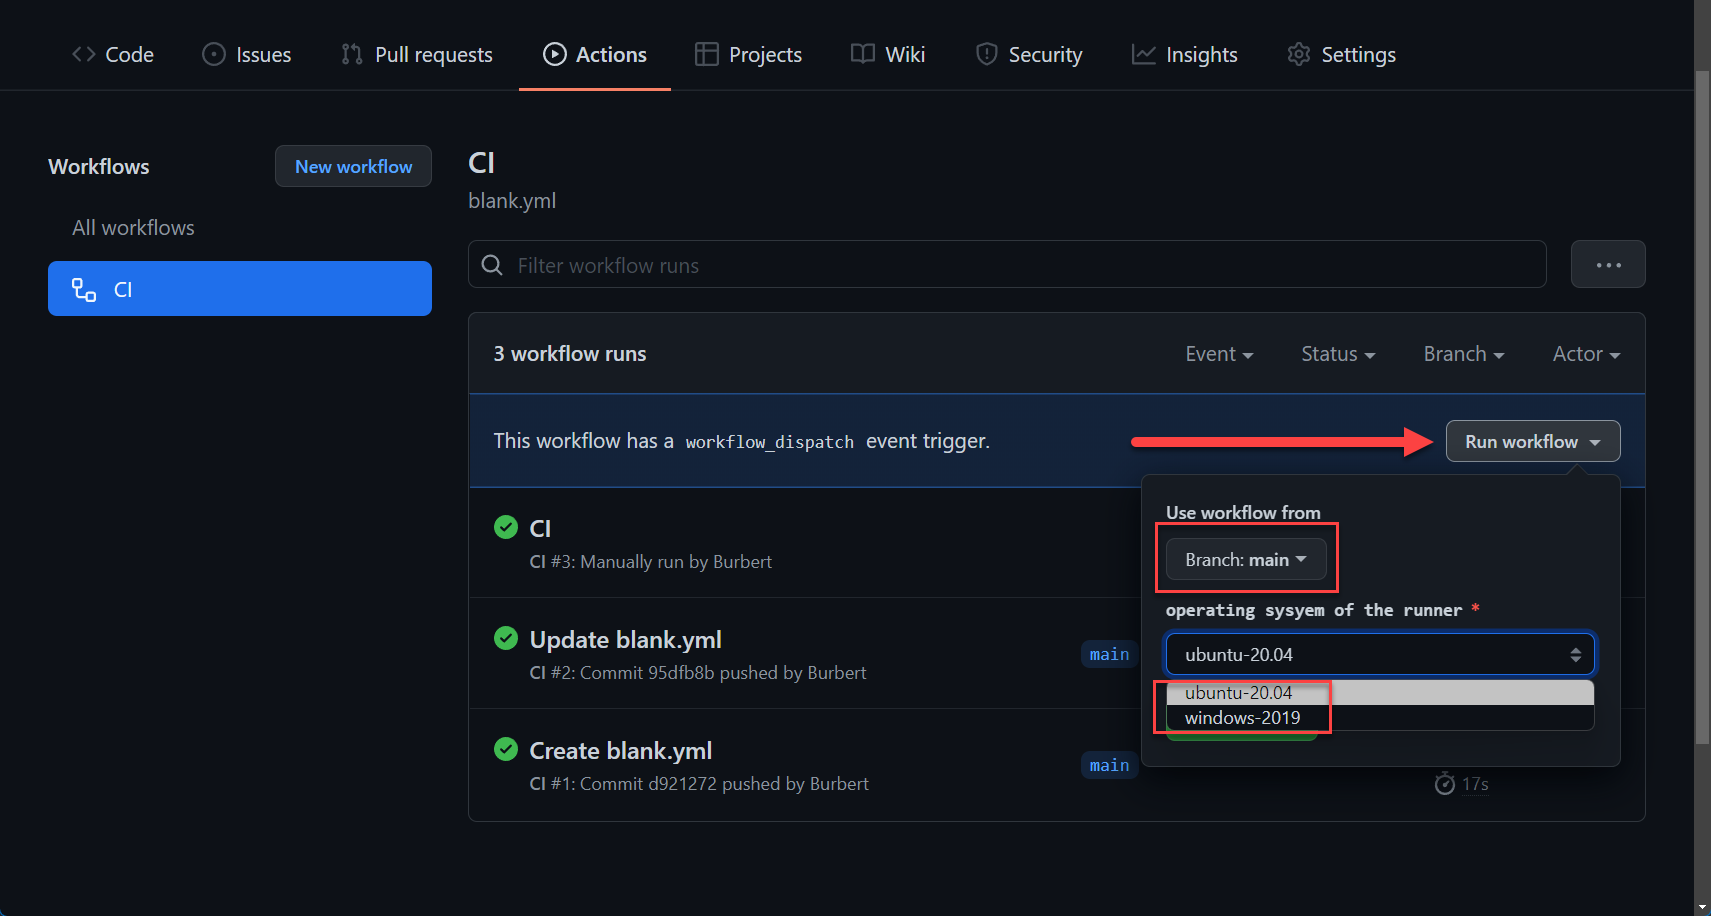 Code Issues Pull requests Actions Projects Wiki Security Insights Settings
Workflows
New workflow
All workflows
CI
CI
blank.yml
Filter workflow runs
3 workflow runs
Event Status Branch Actor
This workflow has a workflow_dispatch event trigger.
Run workflow
Use workflow from
Branch: main
operating sysyem of the runner *
ubuntu-20.04
ubuntu-20.04
windows-2019
CI
CI #3: Manually run by Burbert
Update blank.yml
main
CI #2: Commit 95dfb8b pushed by Burbert
Create blank.yml
main
CI #1: Commit d921272 pushed by Burbert
17s